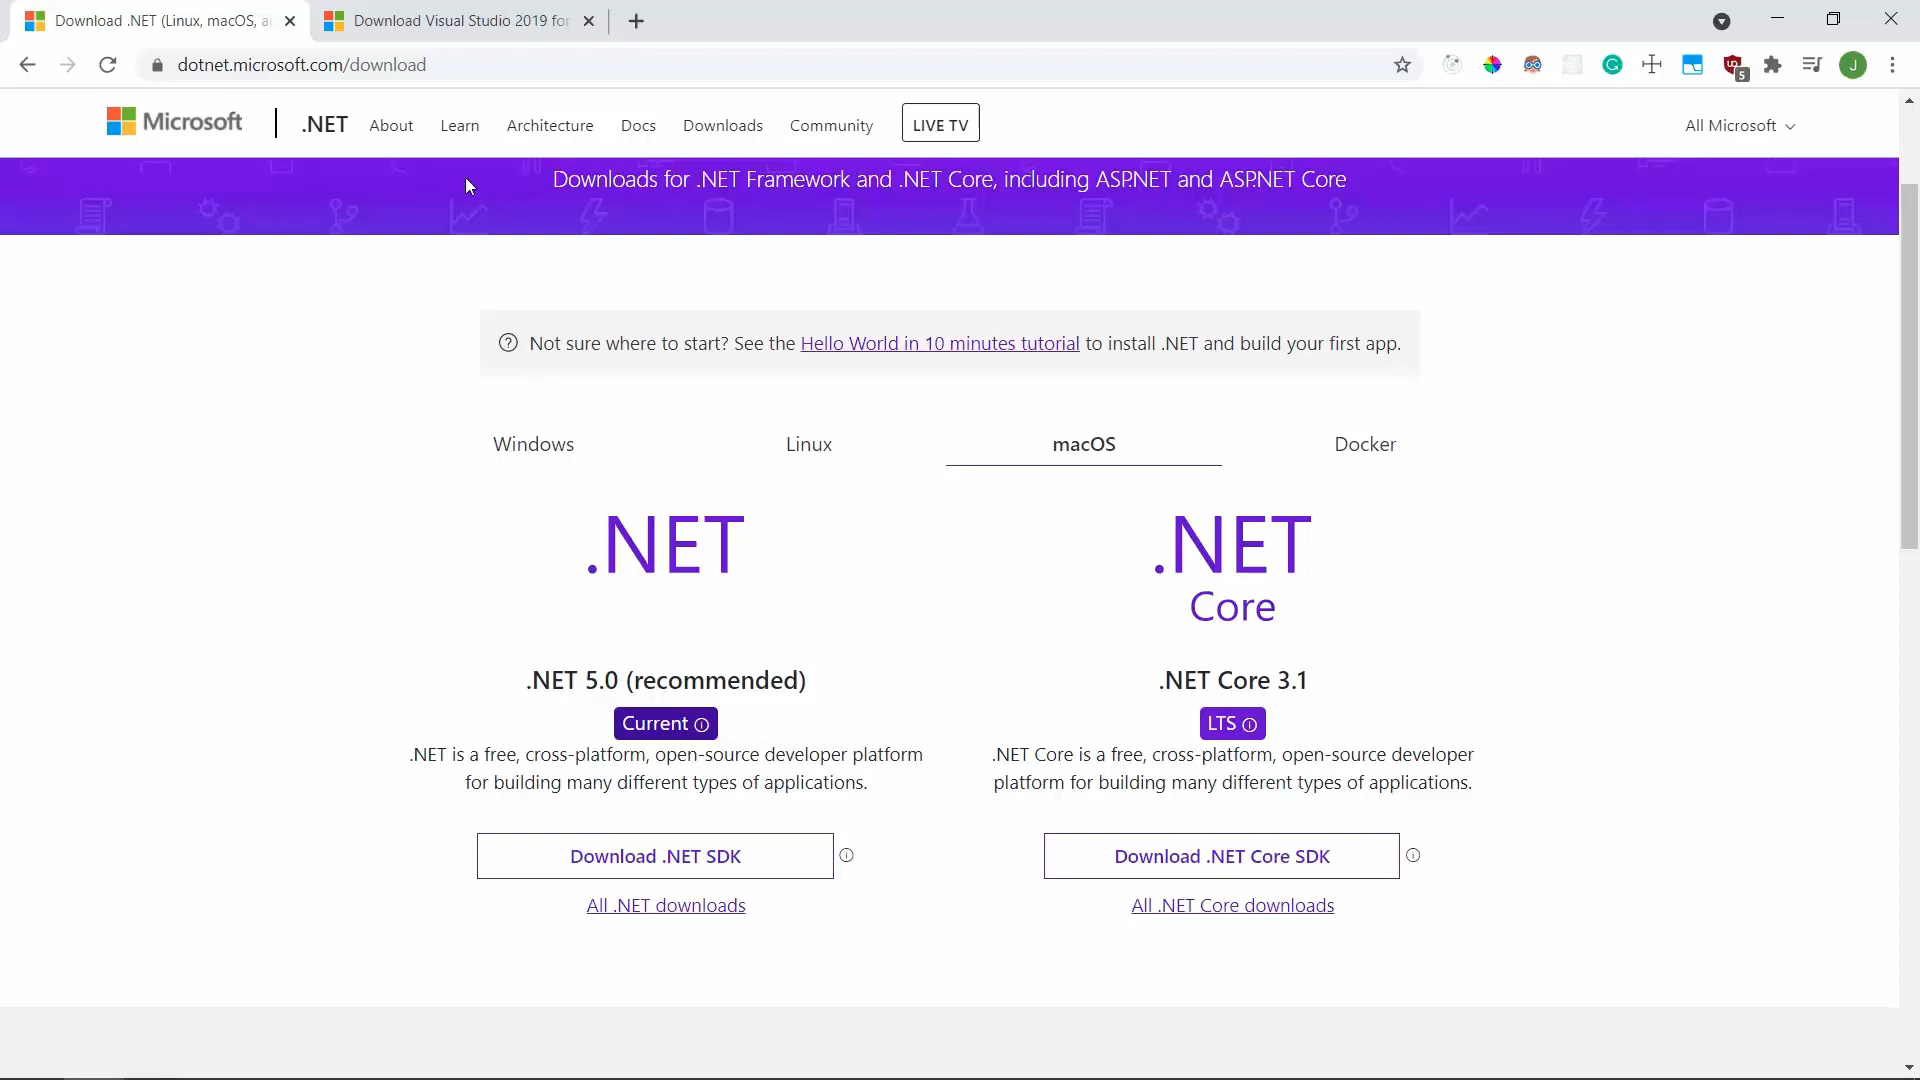 Download .NET (Linux, macOS, a
Download Visual Studio 2019 for
dotnet.microsoft.com/download
5
J
Microsoft
.NET
About
Learn
Architecture
Docs
Downloads
Community
LIVE TV
All Microsoft
Downloads for .NET Framework and .NET Core, including ASP.NET and ASP.NET Core
Not sure where to start? See the Hello World in 10 minutes tutorial to install .NET and build your first app.
Windows
Linux
macOS
Docker
.NET
.NET
Core
.NET 5.0 (recommended)
Current
.NET is a free, cross-platform, open-source developer platform
for building many different types of applications.
Download .NET SDK
All .NET downloads
.NET Core 3.1
LTS
.NET Core is a free, cross-platform, open-source developer
platform for building many different types of applications.
Download .NET Core SDK
All .NET Core downloads